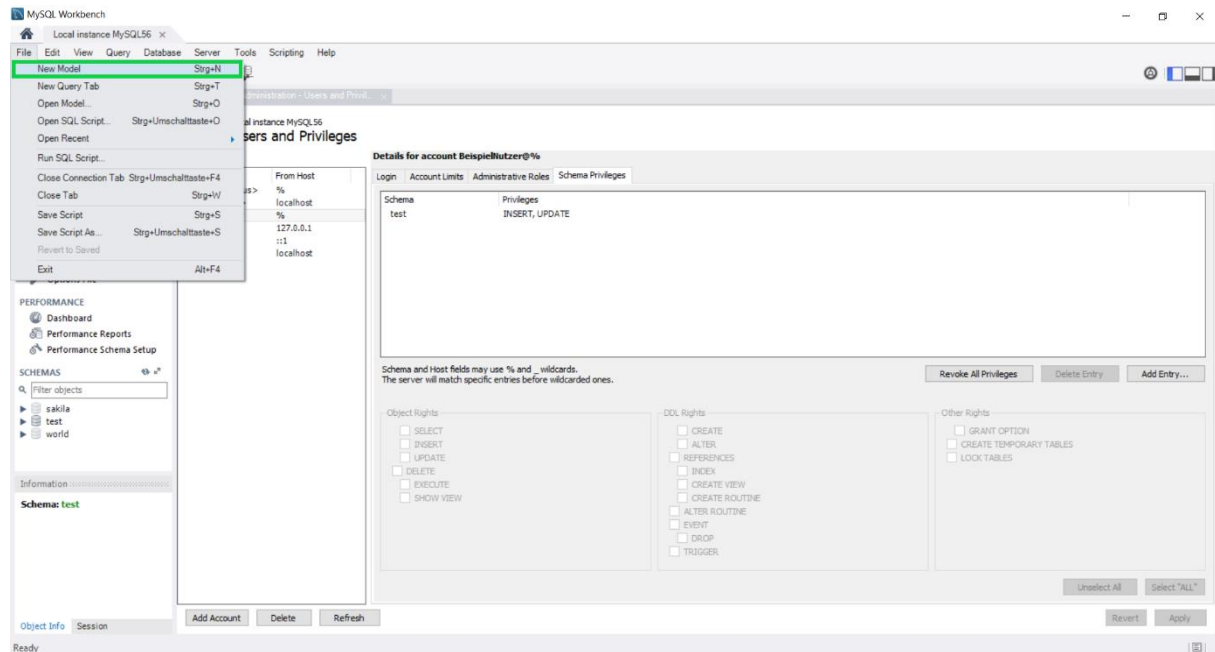 MySQL Workbench
Local instance MySQL56
File Edit View Query Database Server Tools Scripting Help
New Model Strg+N
New Query Tab Strg+T
Open Model... Strg+O
Open SQL Script... Strg+Umschalttaste+O
Open Recent
Run SQL Script...
Close Connection Tab Strg+Umschalttaste+F4
Close Tab Strg+W
Save Script Strg+S
Save Script As... Strg+Umschalttaste+S
Revert to Saved
Exit Alt+F4
PERFORMANCE
Dashboard
Performance Reports
Performance Schema Setup
SCHEMAS
Filter objects
sakila
test
world
Information
Schema: test
Object Info Session
Ready
Administration - Users and Privil...
instance MySQL56
Users and Privileges
From Host
%
localhost
%
127.0.0.1
::1
localhost
Add Account Delete Refresh
Details for account BeispielNutzer@%
Login Account Limits Administrative Roles Schema Privileges
Schema Privileges
test INSERT, UPDATE
Schema and Host fields may use % and _ wildcards.
The server will match specific entries before wildcarded ones.
Revoke All Privileges Delete Entry Add Entry...
Object Rights
SELECT
INSERT
UPDATE
DELETE
EXECUTE
SHOW VIEW
DDL Rights
CREATE
ALTER
REFERENCES
INDEX
CREATE VIEW
CREATE ROUTINE
ALTER ROUTINE
EVENT
DROP
TRIGGER
Other Rights
GRANT OPTION
CREATE TEMPORARY TABLES
LOCK TABLES
Unselect All Select "ALL"
Revert Apply